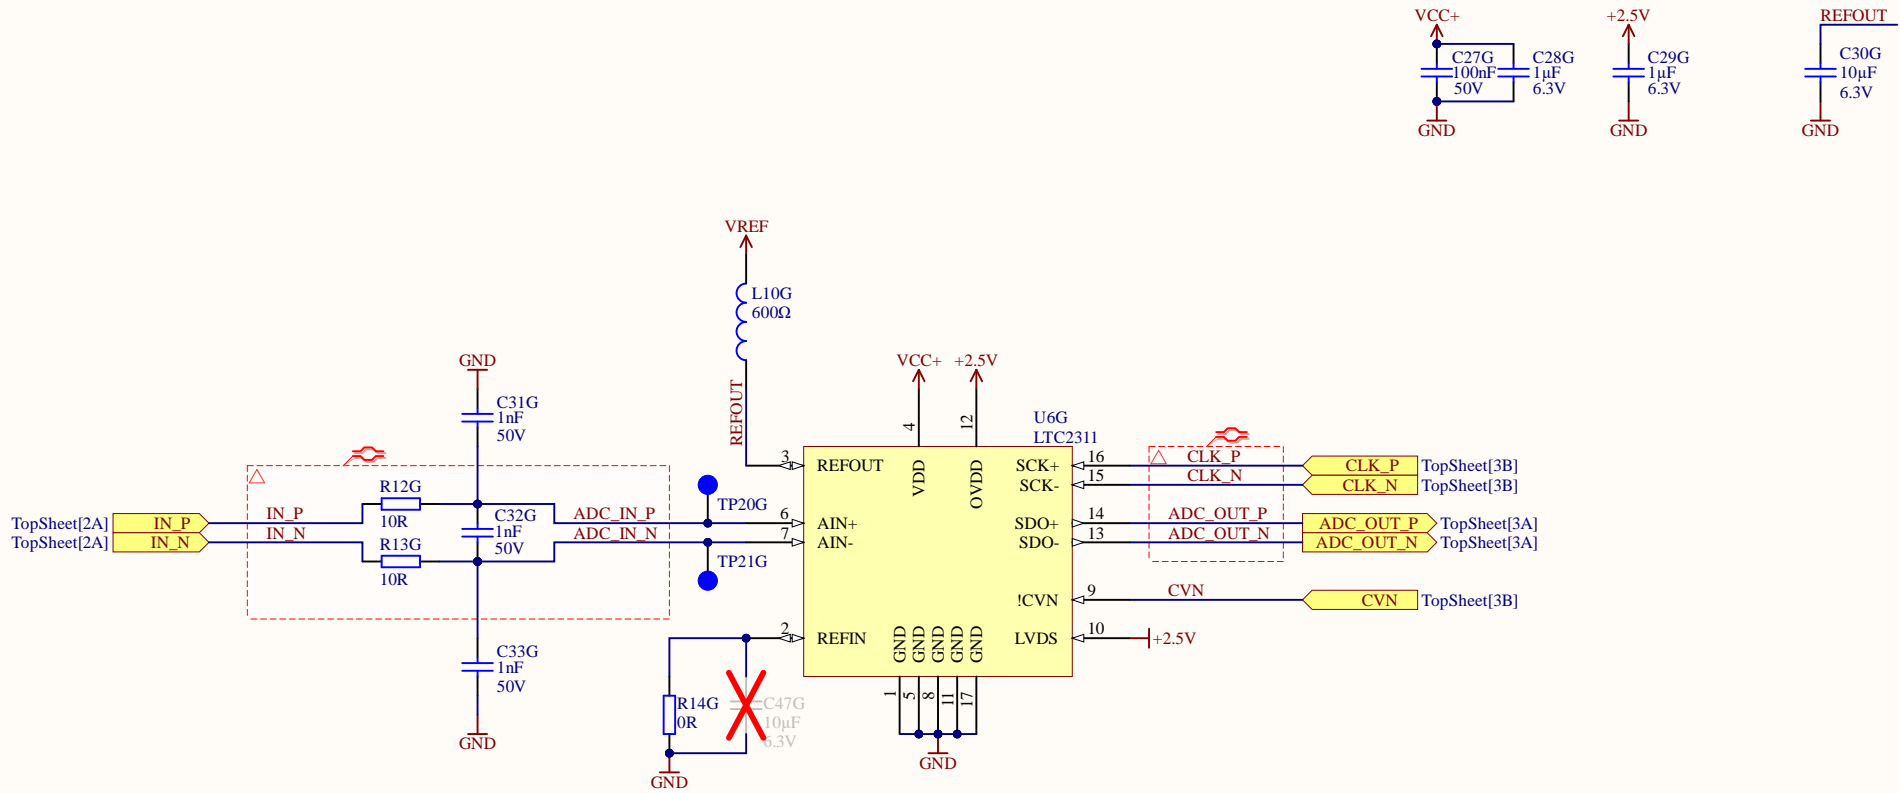 VCC+
+2.5V
REFOUT
C27G
100nF
50V
C28G
1µF
6.3V
C29G
1µF
6.3V
C30G
10µF
6.3V
GND
GND
GND
VREF
L10G
600Ω
REFOUT
GND
C31G
1nF
50V
VCC+
+2.5V
4
12
U6G
LTC2311
3
REFOUT
VDD
OVDD
SCK+
16
CLK_P
CLK_P
TopSheet[3B]
SCK-
15
CLK_N
CLK_N
TopSheet[3B]
R12G
10R
C32G
1nF
50V
TP20G
TopSheet[2A]
IN_P
IN_P
ADC_IN_P
6
AIN+
SDO+
14
ADC_OUT_P
ADC_OUT_P
TopSheet[3A]
TopSheet[2A]
IN_N
IN_N
ADC_IN_N
7
AIN-
SDO-
13
ADC_OUT_N
ADC_OUT_N
TopSheet[3A]
R13G
10R
TP21G
!CVN
9
CVN
CVN
TopSheet[3B]
2
REFIN
GND
GND
GND
GND
GND
LVDS
10
+2.5V
C33G
1nF
50V
GND
R14G
0R
C47G
10µF
6.3V
GND
1
5
8
11
17
GND